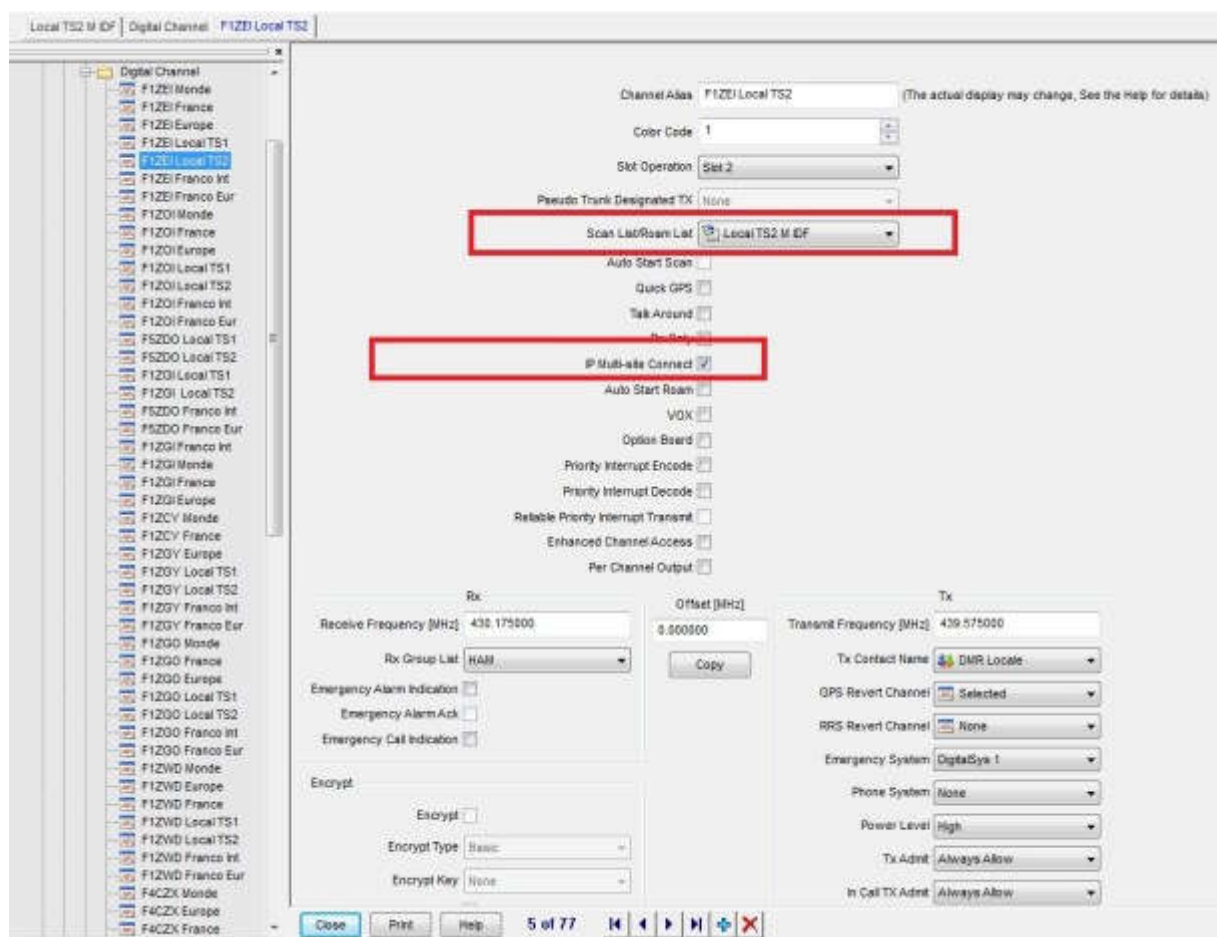 Local TS2 M IDF
Digital Channel
F1ZEI Local TS2
Digital Channel
F1ZEI Monde
F1ZEI France
F1ZEI Europe
F1ZEI Local TS1
F1ZEI Local TS2
F1ZEI Franco Int
F1ZEI Franco Eur
F1ZOI Monde
F1ZOI France
F1ZOI Europe
F1ZOI Local TS1
F1ZOI Local TS2
F1ZOI Franco Int
F1ZOI Franco Eur
F5ZDO Local TS1
F5ZDO Local TS2
F1ZGI Local TS1
F1ZGI Local TS2
F5ZDO Franco Int
F5ZDO Franco Eur
F1ZGI Franco Int
F1ZGI Monde
F1ZGI France
F1ZGI Europe
F1ZCY Monde
F1ZCY France
F1ZGY Europe
F1ZGY Local TS1
F1ZGY Local TS2
F1ZGY Franco Int
F1ZGY Franco Eur
F1ZGO Monde
F1ZGO France
F1ZGO Europe
F1ZGO Local TS1
F1ZGO Local TS2
F1ZGO Franco Int
F1ZGO Franco Eur
F1ZWD Monde
F1ZWD Europe
F1ZWD France
F1ZWD Local TS1
F1ZWD Local TS2
F1ZWD Franco Int
F1ZWD Franco Eur
F4CZX Monde
F4CZX Europe
F4CZX France
Channel Alias F1ZEI Local TS2 (The actual display may change, See the Help for details)
Color Code 1
Slot Operation Slot 2
Pseudo Trunk Designated TX None
Scan List/Roam List Local TS2 M IDF
Auto Start Scan
Quick GPS
Talk Around
Rx Only
IP Multi-site Connect
Auto Start Roam
VOX
Option Board
Priority Interrupt Encode
Priority Interrupt Decode
Reliable Priority Interrupt Transmit
Enhanced Channel Access
Per Channel Output
Rx
Receive Frequency [MHz] 430.175000
Rx Group List HAM
Emergency Alarm Indication
Emergency Alarm Ack
Emergency Call Indication
Offset [MHz]
0.000000
Copy
Tx
Transmit Frequency [MHz] 439.575000
Tx Contact Name DMR Locale
GPS Revert Channel Selected
RRS Revert Channel None
Emergency System DigitalSys 1
Phone System None
Power Level High
Tx Admit Always Allow
In Call TX Admit Always Allow
Encrypt
Encrypt
Encrypt Type Basic
Encrypt Key None
Close Print Help 5 of 77